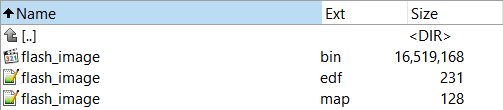 Name Ext Size
[..] <DIR>
flash_image bin 16,519,168
flash_image edf 231
flash_image map 128